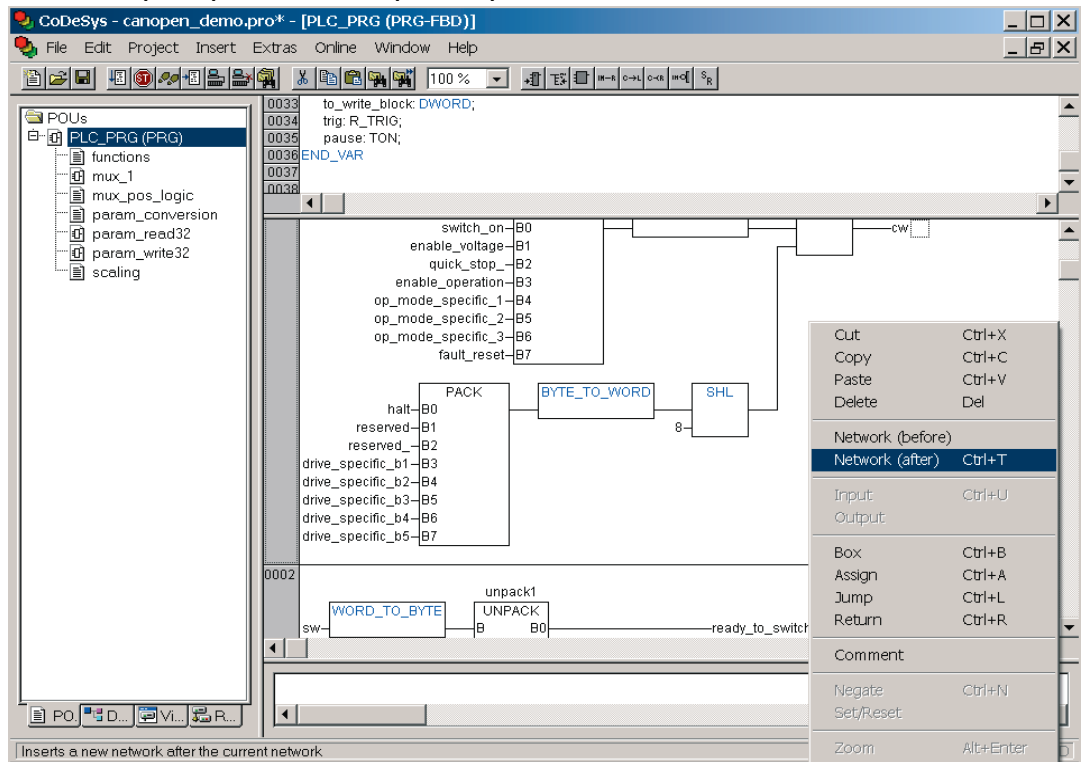 CoDeSys - canopen_demo.pro* - [PLC_PRG (PRG-FBD)]
File Edit Project Insert Extras Online Window Help
100 %
POUs
PLC_PRG (PRG)
functions
mux_1
mux_pos_logic
param_conversion
param_read32
param_write32
scaling
PO.
D...
Vi...
R...
0033 to_write_block: DWORD;
0034 trig: R_TRIG;
0035 pause: TON;
0036 END_VAR
0037
0038
switch_on B0
enable_voltage B1
quick_stop_ B2
enable_operation B3
op_mode_specific_1 B4
op_mode_specific_2 B5
op_mode_specific_3 B6
fault_reset B7
cw
PACK BYTE_TO_WORD SHL
halt B0
reserved B1 8
reserved_ B2
drive_specific_b1 B3
drive_specific_b2 B4
drive_specific_b3 B5
drive_specific_b4 B6
drive_specific_b5 B7
0002
unpack1
WORD_TO_BYTE UNPACK
sw B B0 ready_to_switch
Cut Ctrl+X
Copy Ctrl+C
Paste Ctrl+V
Delete Del
Network (before)
Network (after) Ctrl+T
Input Ctrl+U
Output
Box Ctrl+B
Assign Ctrl+A
Jump Ctrl+L
Return Ctrl+R
Comment
Negate Ctrl+N
Set/Reset
Zoom Alt+Enter
Inserts a new network after the current network